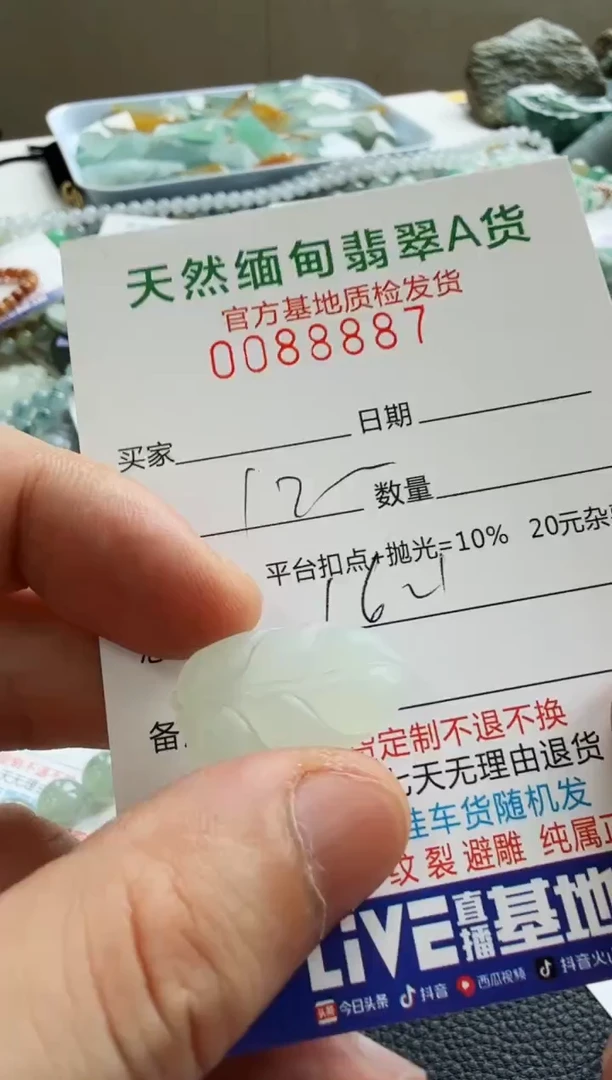 天然缅甸翡翠A货
官方基地质检发货
0088887
买家 日期
12 数量
平台扣点+抛光=10% 20元杂
备
定制不退不换
七天无理由退货
挂车货随机发
纹裂避雕 纯属正
LiVE直播基地
头条 今日头条 抖音 西瓜视频 抖音火山